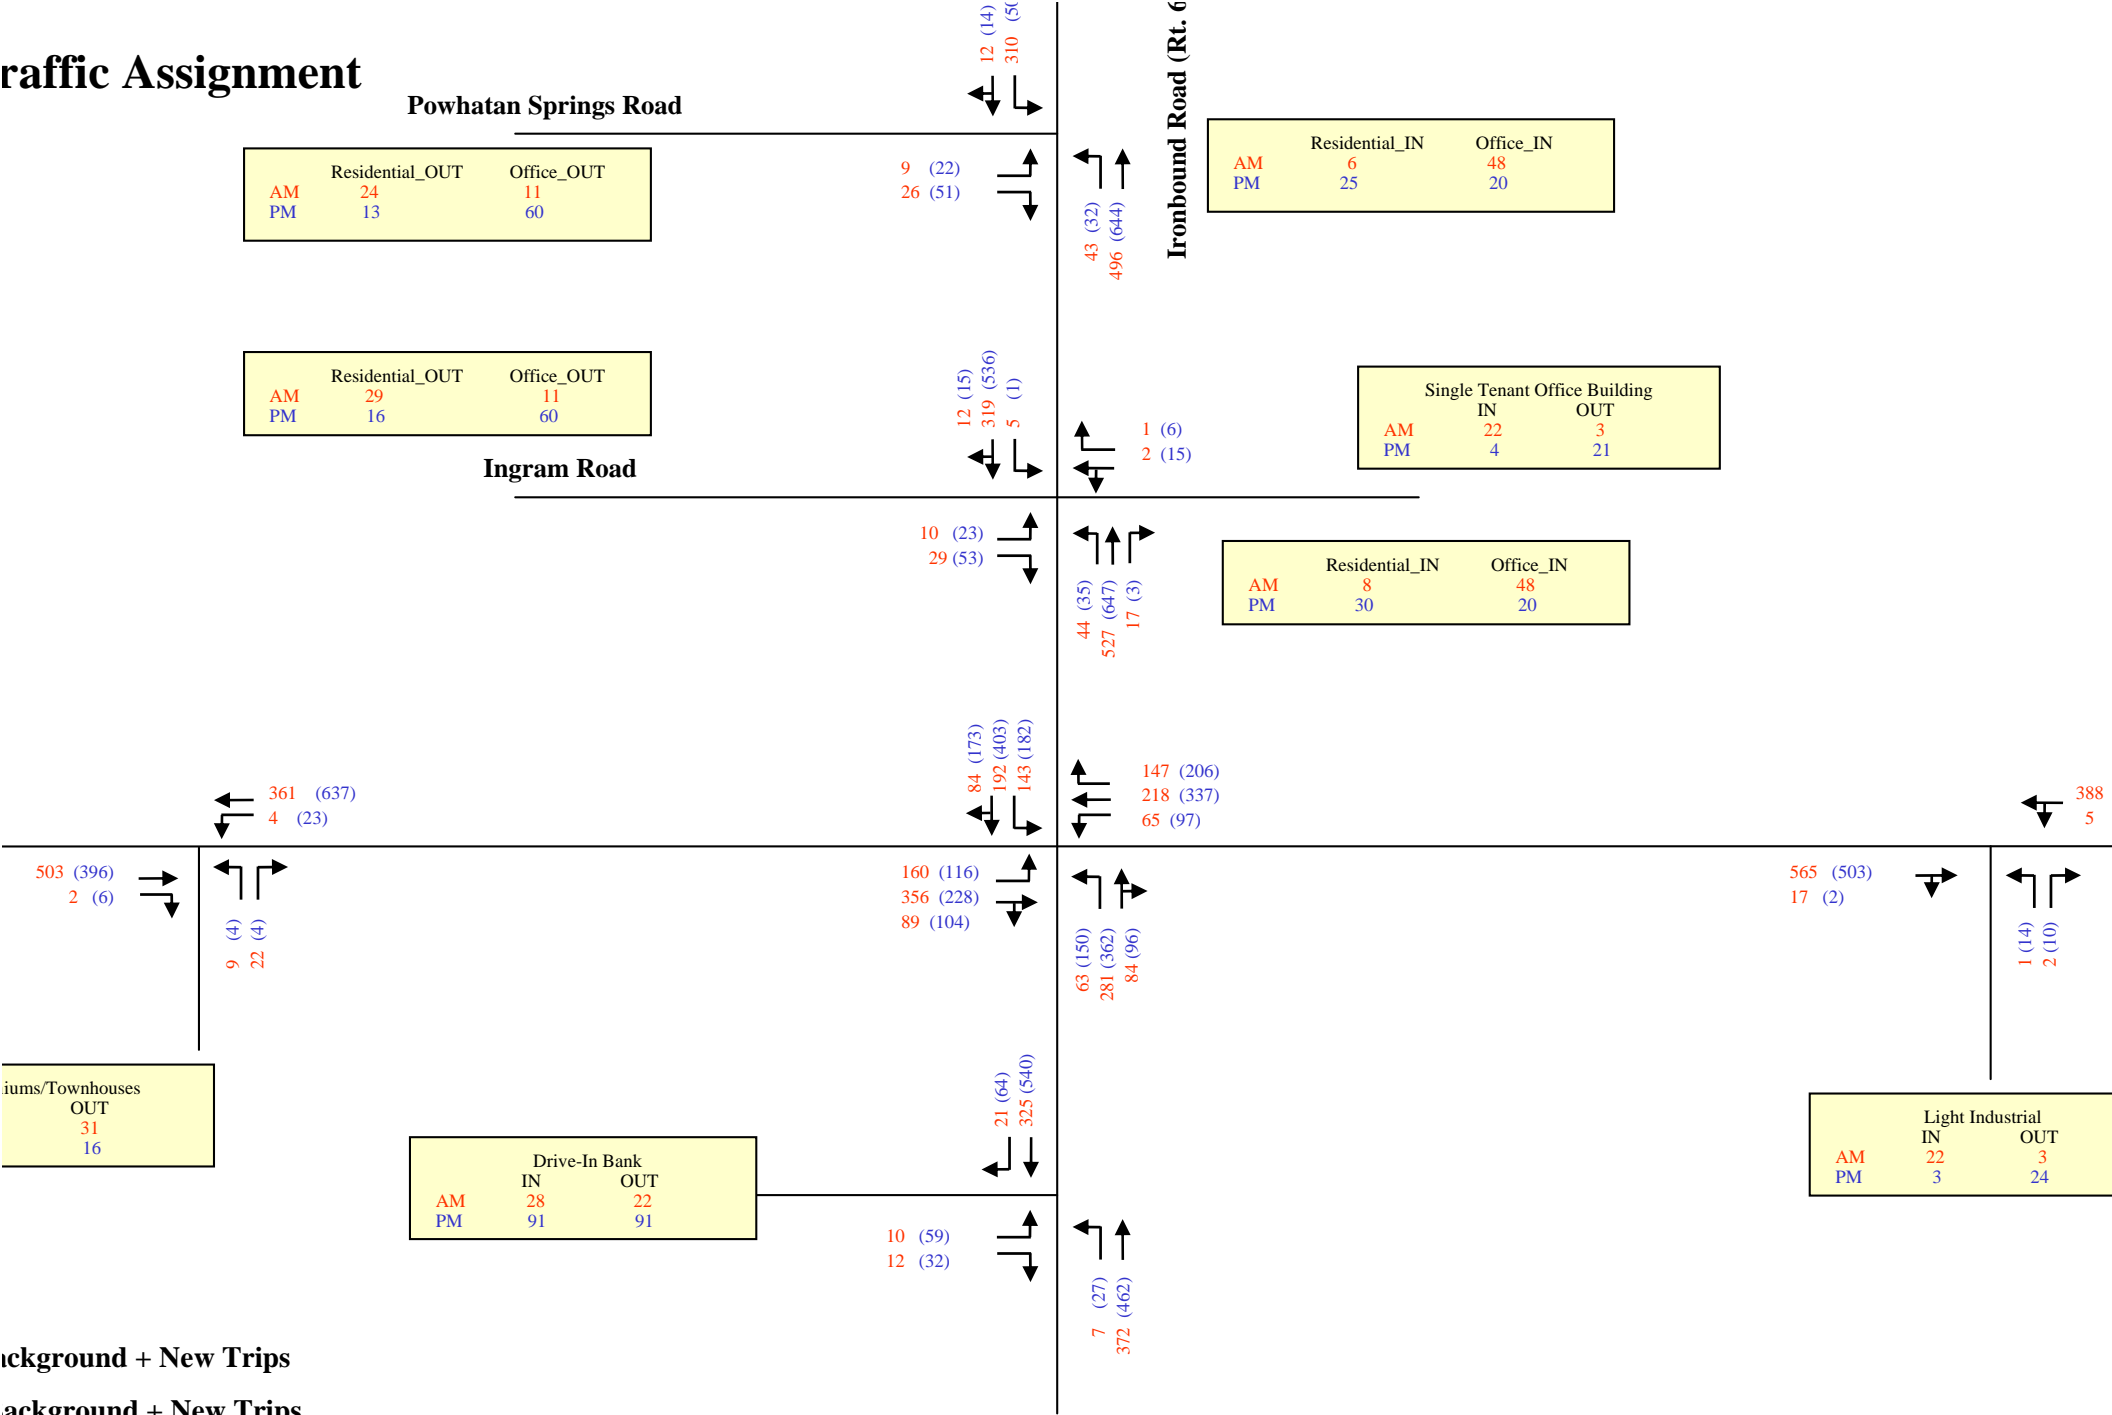 12 (14)
310
Traffic Assignment
Powhatan Springs Road
Ironbound Road (Rt.
Residential_OUT Office_OUT
AM 24 11
PM 13 60
9 (22)
26 (51)
43 (32)
496 (644)
Residential_IN Office_IN
AM 6 48
PM 25 20
Residential_OUT Office_OUT
AM 29 11
PM 16 60
12 (15)
319 (536)
5 (1)
1 (6)
2 (15)
Single Tenant Office Building
IN OUT
AM 22 3
PM 4 21
Ingram Road
10 (23)
29 (53)
44 (35)
527 (647)
17 (3)
Residential_IN Office_IN
AM 8 48
PM 30 20
84 (173)
192 (403)
143 (182)
147 (206)
218 (337)
65 (97)
361 (637)
4 (23)
388
5
503 (396)
2 (6)
9 (4)
22 (4)
160 (116)
356 (228)
89 (104)
63 (150)
281 (362)
84 (96)
565 (503)
17 (2)
1 (14)
2 (10)
iums/Townhouses
OUT
31
16
21 (64)
325 (540)
Drive-In Bank
IN OUT
AM 28 22
PM 91 91
Light Industrial
IN OUT
AM 22 3
PM 3 24
10 (59)
12 (32)
7 (27)
372 (462)
ackground + New Trips
ackground + New Trips